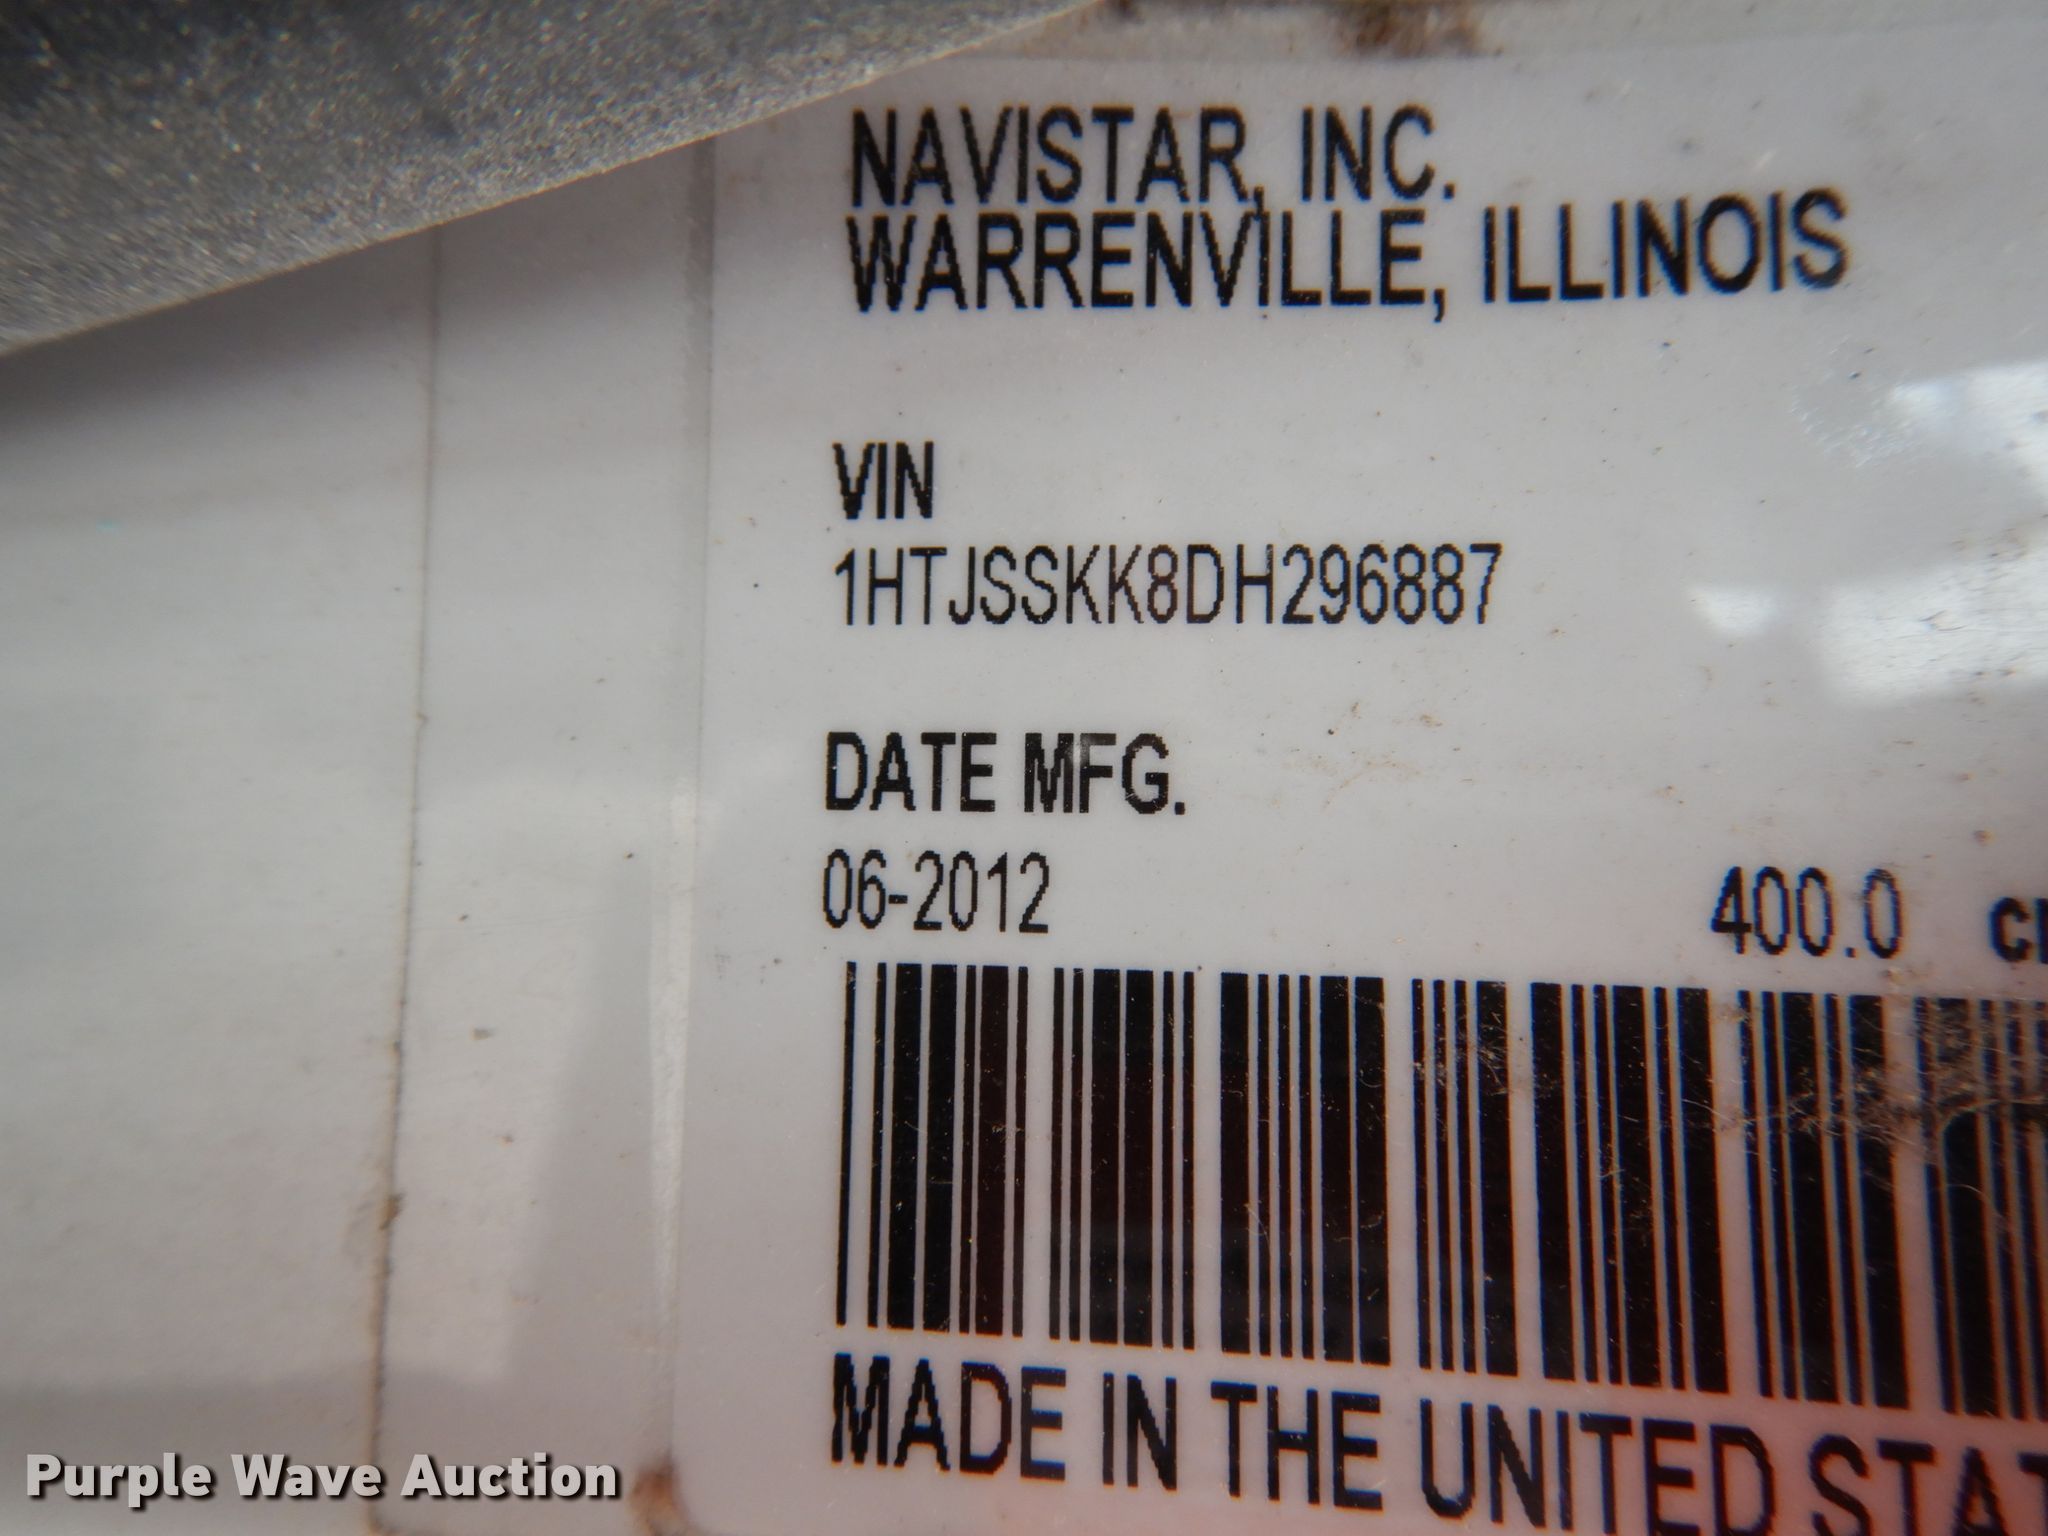 NAVISTAR, INC.
WARRENVILLE, ILLINOIS
VIN
1HTJSSKK8DH296887
DATE MFG.
06-2012
400.0
MADE IN THE UNITED STAT
Purple Wave Auction